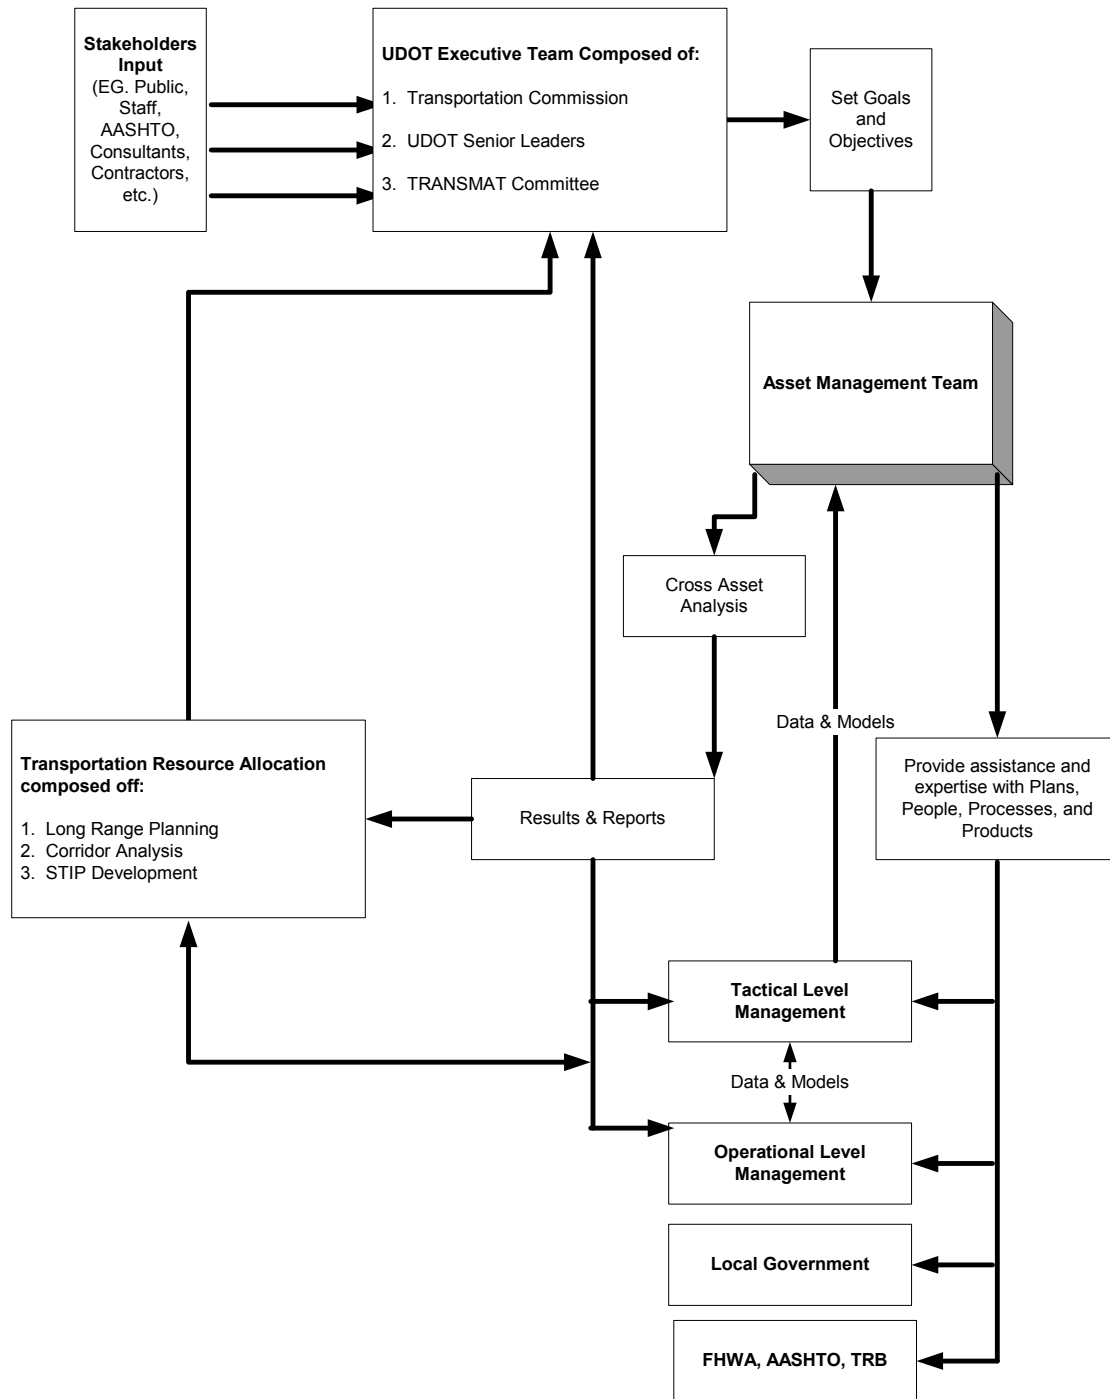 Stakeholders
Input
(EG. Public,
Staff,
AASHTO,
Consultants,
Contractors,
etc.)
UDOT Executive Team Composed of:
1. Transportation Commission
2. UDOT Senior Leaders
3. TRANSMAT Committee
Set Goals
and
Objectives
Asset Management Team
Cross Asset
Analysis
Data & Models
Provide assistance and
expertise with Plans,
People, Processes, and
Products
Transportation Resource Allocation
composed off:
1. Long Range Planning
2. Corridor Analysis
3. STIP Development
Results & Reports
Tactical Level
Management
Data & Models
Operational Level
Management
Local Government
FHWA, AASHTO, TRB